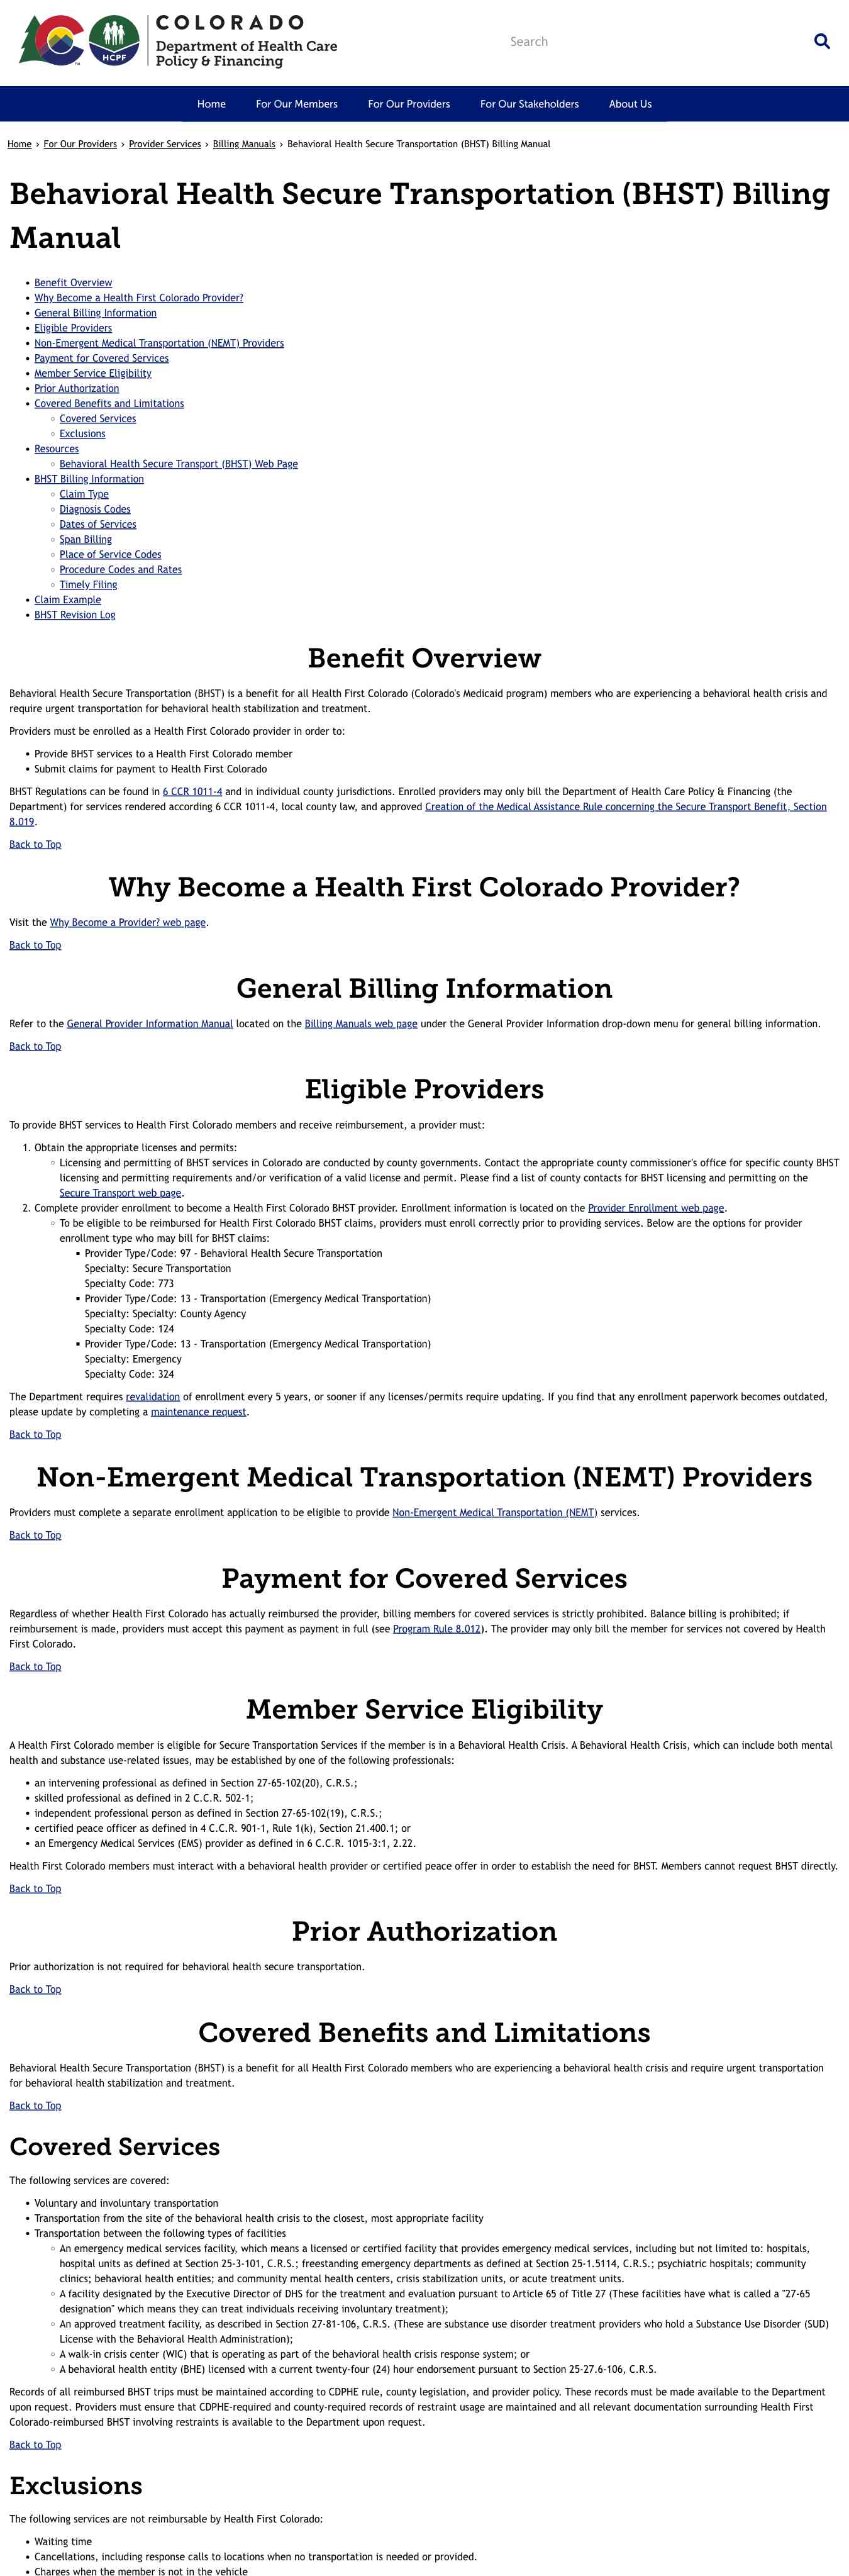 COLORADO
Department of Health Care
Policy & Financing
HCPF
TM
Search
Home
For Our Members
For Our Providers
For Our Stakeholders
About Us
Home › For Our Providers › Provider Services › Billing Manuals › Behavioral Health Secure Transportation (BHST) Billing Manual
Behavioral Health Secure Transportation (BHST) Billing
Manual
• Benefit Overview
• Why Become a Health First Colorado Provider?
• General Billing Information
• Eligible Providers
• Non-Emergent Medical Transportation (NEMT) Providers
• Payment for Covered Services
• Member Service Eligibility
• Prior Authorization
• Covered Benefits and Limitations
◦ Covered Services
◦ Exclusions
• Resources
◦ Behavioral Health Secure Transport (BHST) Web Page
• BHST Billing Information
◦ Claim Type
◦ Diagnosis Codes
◦ Dates of Services
◦ Span Billing
◦ Place of Service Codes
◦ Procedure Codes and Rates
◦ Timely Filing
• Claim Example
• BHST Revision Log
Benefit Overview
Behavioral Health Secure Transportation (BHST) is a benefit for all Health First Colorado (Colorado's Medicaid program) members who are experiencing a behavioral health crisis and
require urgent transportation for behavioral health stabilization and treatment.
Providers must be enrolled as a Health First Colorado provider in order to:
• Provide BHST services to a Health First Colorado member
• Submit claims for payment to Health First Colorado
BHST Regulations can be found in 6 CCR 1011-4 and in individual county jurisdictions. Enrolled providers may only bill the Department of Health Care Policy & Financing (the
Department) for services rendered according 6 CCR 1011-4, local county law, and approved Creation of the Medical Assistance Rule concerning the Secure Transport Benefit, Section
8.019.
Back to Top
Why Become a Health First Colorado Provider?
Visit the Why Become a Provider? web page.
Back to Top
General Billing Information
Refer to the General Provider Information Manual located on the Billing Manuals web page under the General Provider Information drop-down menu for general billing information.
Back to Top
Eligible Providers
To provide BHST services to Health First Colorado members and receive reimbursement, a provider must:
1. Obtain the appropriate licenses and permits:
◦ Licensing and permitting of BHST services in Colorado are conducted by county governments. Contact the appropriate county commissioner's office for specific county BHST
licensing and permitting requirements and/or verification of a valid license and permit. Please find a list of county contacts for BHST licensing and permitting on the
Secure Transport web page.
2. Complete provider enrollment to become a Health First Colorado BHST provider. Enrollment information is located on the Provider Enrollment web page.
◦ To be eligible to be reimbursed for Health First Colorado BHST claims, providers must enroll correctly prior to providing services. Below are the options for provider
enrollment type who may bill for BHST claims:
▪ Provider Type/Code: 97 - Behavioral Health Secure Transportation
Specialty: Secure Transportation
Specialty Code: 773
▪ Provider Type/Code: 13 - Transportation (Emergency Medical Transportation)
Specialty: Specialty: County Agency
Specialty Code: 124
▪ Provider Type/Code: 13 - Transportation (Emergency Medical Transportation)
Specialty: Emergency
Specialty Code: 324
The Department requires revalidation of enrollment every 5 years, or sooner if any licenses/permits require updating. If you find that any enrollment paperwork becomes outdated,
please update by completing a maintenance request.
Back to Top
Non-Emergent Medical Transportation (NEMT) Providers
Providers must complete a separate enrollment application to be eligible to provide Non-Emergent Medical Transportation (NEMT) services.
Back to Top
Payment for Covered Services
Regardless of whether Health First Colorado has actually reimbursed the provider, billing members for covered services is strictly prohibited. Balance billing is prohibited; if
reimbursement is made, providers must accept this payment as payment in full (see Program Rule 8.012). The provider may only bill the member for services not covered by Health
First Colorado.
Back to Top
Member Service Eligibility
A Health First Colorado member is eligible for Secure Transportation Services if the member is in a Behavioral Health Crisis. A Behavioral Health Crisis, which can include both mental
health and substance use-related issues, may be established by one of the following professionals:
• an intervening professional as defined in Section 27-65-102(20), C.R.S.;
• skilled professional as defined in 2 C.C.R. 502-1;
• independent professional person as defined in Section 27-65-102(19), C.R.S.;
• certified peace officer as defined in 4 C.C.R. 901-1, Rule 1(k), Section 21.400.1; or
• an Emergency Medical Services (EMS) provider as defined in 6 C.C.R. 1015-3:1, 2.22.
Health First Colorado members must interact with a behavioral health provider or certified peace offer in order to establish the need for BHST. Members cannot request BHST directly.
Back to Top
Prior Authorization
Prior authorization is not required for behavioral health secure transportation.
Back to Top
Covered Benefits and Limitations
Behavioral Health Secure Transportation (BHST) is a benefit for all Health First Colorado members who are experiencing a behavioral health crisis and require urgent transportation
for behavioral health stabilization and treatment.
Back to Top
Covered Services
The following services are covered:
• Voluntary and involuntary transportation
• Transportation from the site of the behavioral health crisis to the closest, most appropriate facility
• Transportation between the following types of facilities
◦ An emergency medical services facility, which means a licensed or certified facility that provides emergency medical services, including but not limited to: hospitals,
hospital units as defined at Section 25-3-101, C.R.S.; freestanding emergency departments as defined at Section 25-1.5114, C.R.S.; psychiatric hospitals; community
clinics; behavioral health entities; and community mental health centers, crisis stabilization units, or acute treatment units.
◦ A facility designated by the Executive Director of DHS for the treatment and evaluation pursuant to Article 65 of Title 27 (These facilities have what is called a "27-65
designation" which means they can treat individuals receiving involuntary treatment);
◦ An approved treatment facility, as described in Section 27-81-106, C.R.S. (These are substance use disorder treatment providers who hold a Substance Use Disorder (SUD)
License with the Behavioral Health Administration);
◦ A walk-in crisis center (WIC) that is operating as part of the behavioral health crisis response system; or
◦ A behavioral health entity (BHE) licensed with a current twenty-four (24) hour endorsement pursuant to Section 25-27.6-106, C.R.S.
Records of all reimbursed BHST trips must be maintained according to CDPHE rule, county legislation, and provider policy. These records must be made available to the Department
upon request. Providers must ensure that CDPHE-required and county-required records of restraint usage are maintained and all relevant documentation surrounding Health First
Colorado-reimbursed BHST involving restraints is available to the Department upon request.
Back to Top
Exclusions
The following services are not reimbursable by Health First Colorado:
• Waiting time
• Cancellations, including response calls to locations when no transportation is needed or provided.
• Charges when the member is not in the vehicle